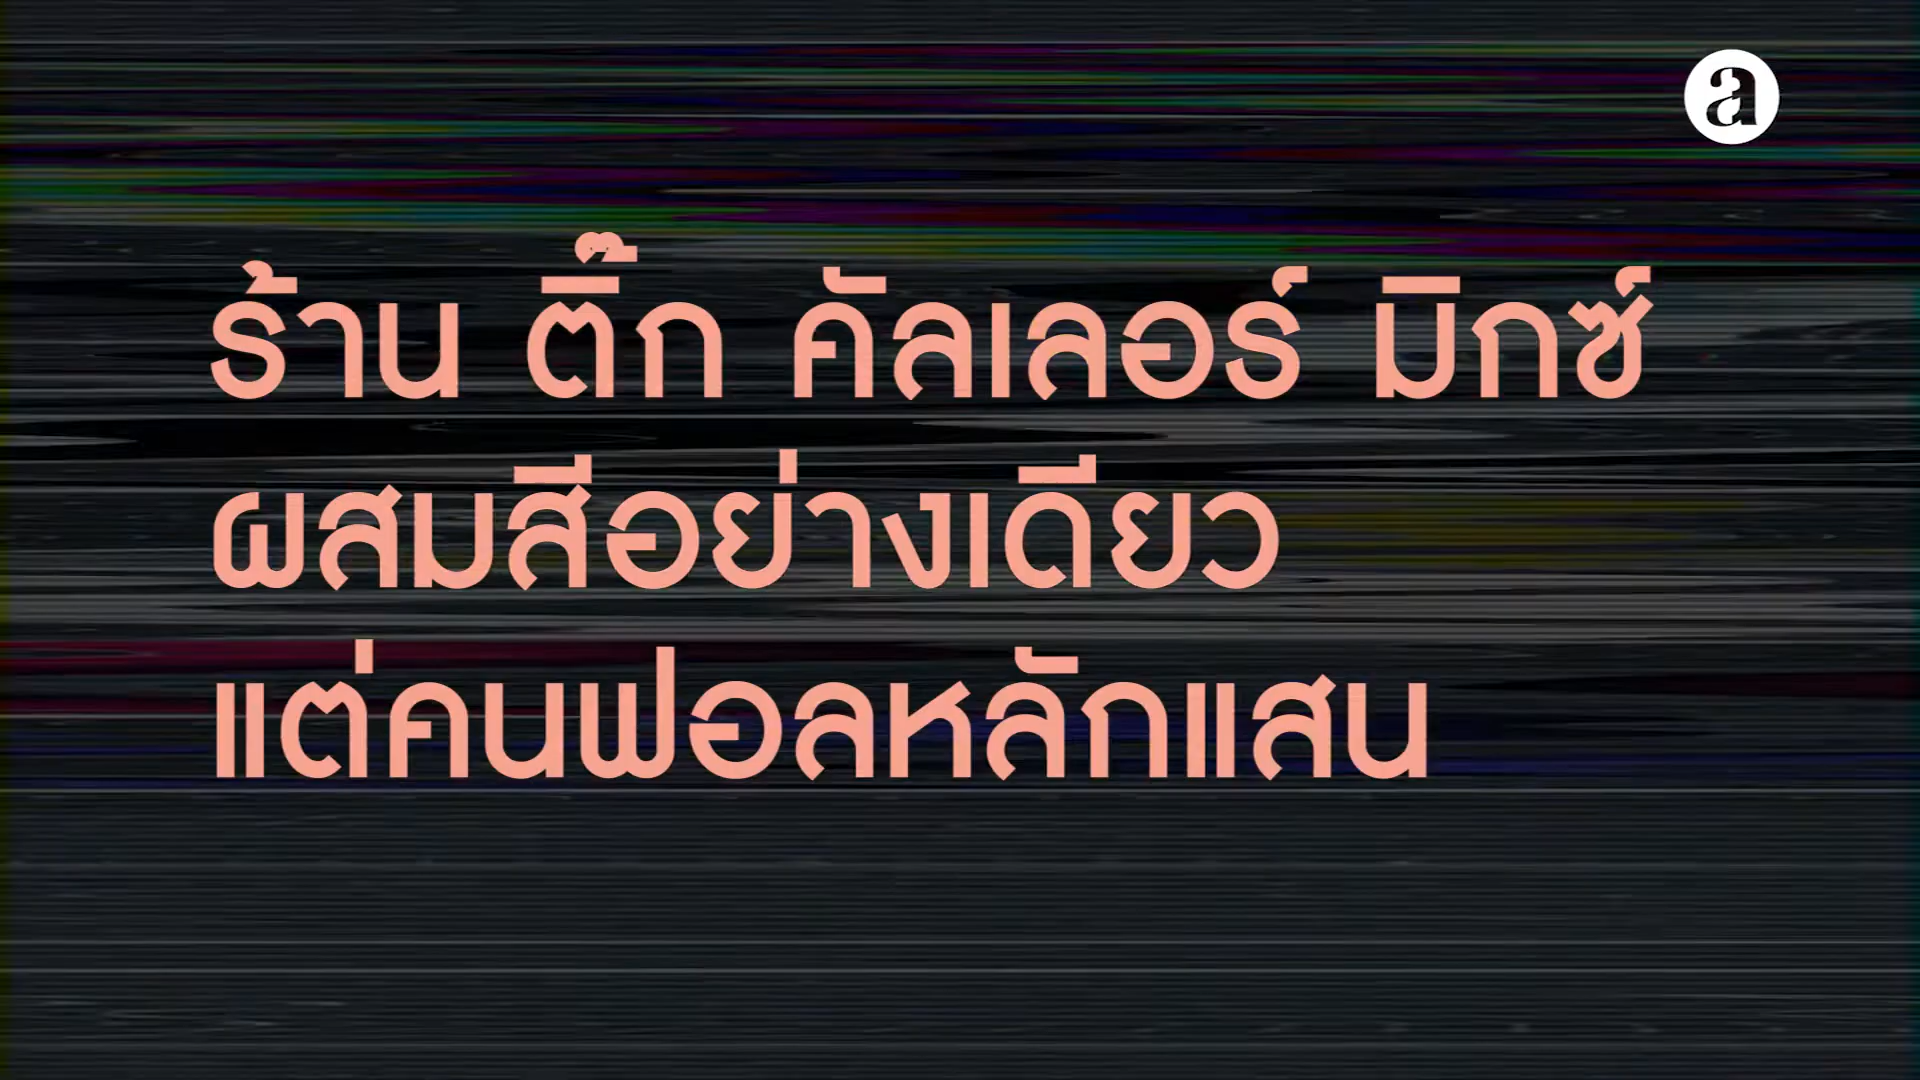 a
ร้าน ติ๊ก คัลเลอร์ มิกซ์
ผสมสีอย่างเดียว
แต่คนฟอลหลักแสน